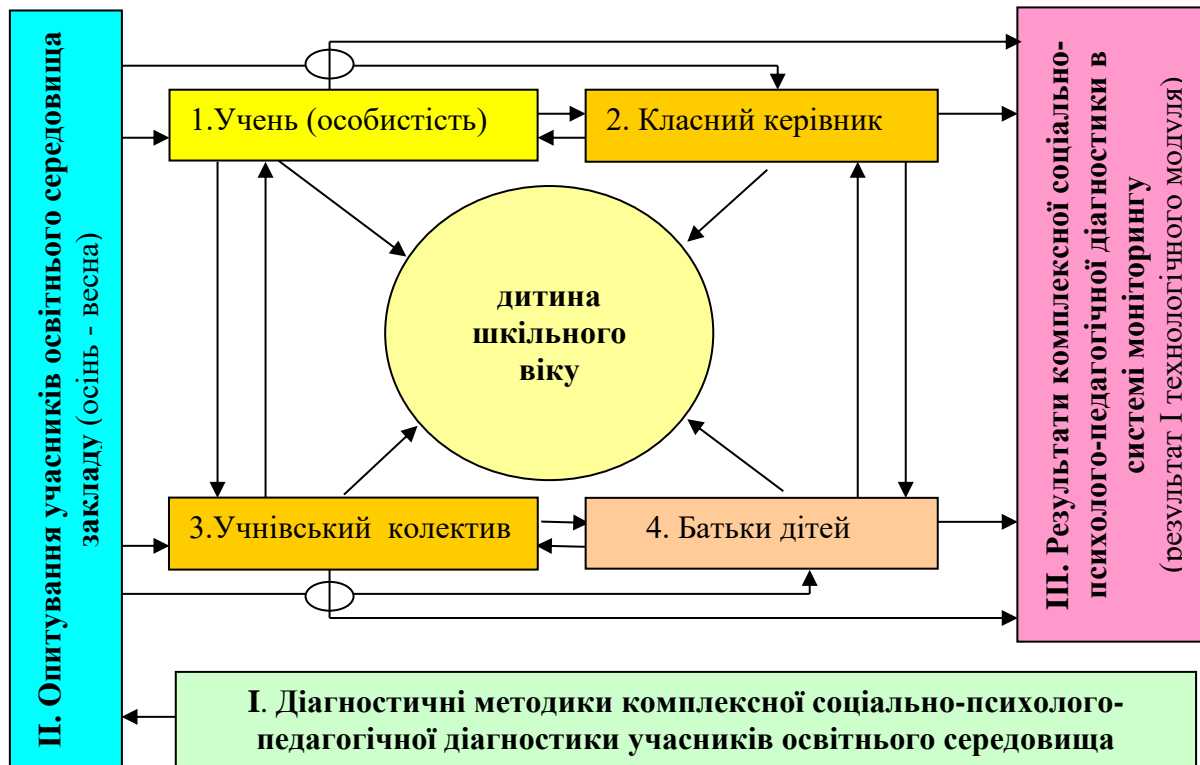 II. Опитування учасників освітнього середовища
закладу (осінь - весна)
1.Учень (особистість)
2. Класний керівник
дитина
шкільного
віку
3.Учнівський колектив
4. Батьки дітей
III. Результати комплексної соціально-
психолого-педагогічної діагностики в
системі моніторингу
(результат І технологічного модуля)
І. Діагностичні методики комплексної соціально-психолого-
педагогічної діагностики учасників освітнього середовища